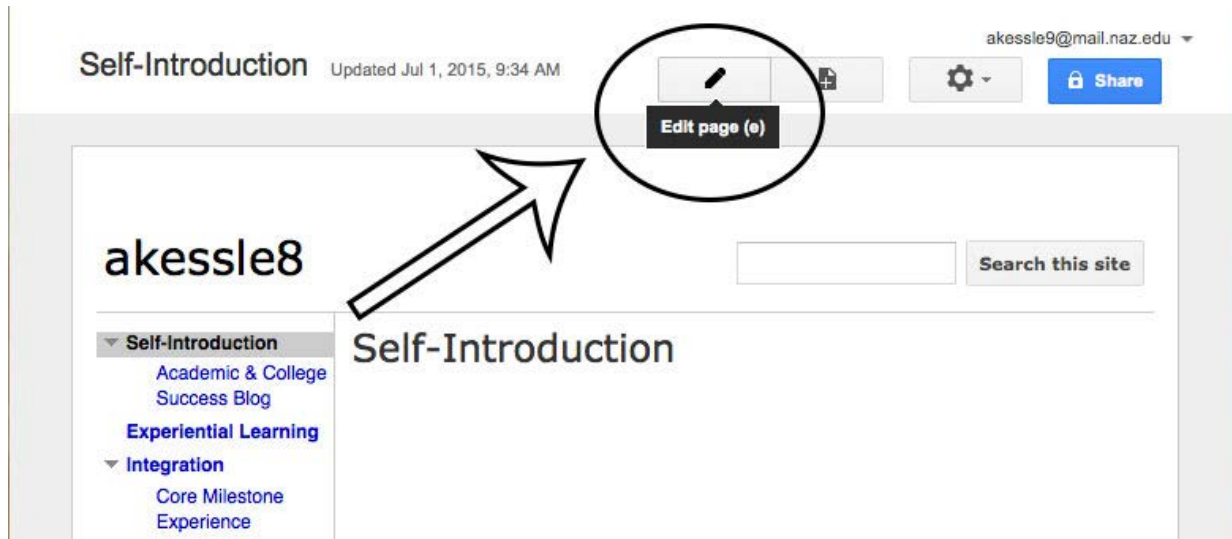 akessle9@mail.naz.edu
Self-Introduction Updated Jul 1, 2015, 9:34 AM
Share
Edit page (e)
akessle8
Search this site
Self-Introduction
Academic & College
Success Blog
Experiential Learning
Integration
Core Milestone
Experience
Self-Introduction